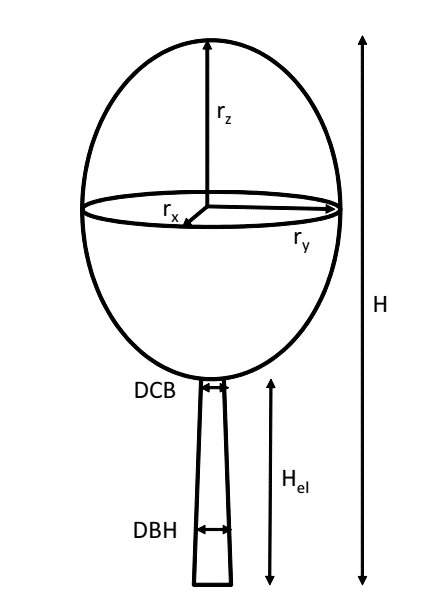 r_z
r_x
r_y
H
DCB
H_el
DBH